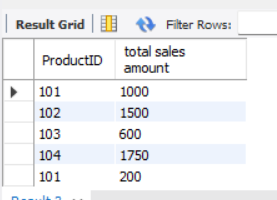 Result Grid Filter Rows:
ProductID total sales
amount
101 1000
102 1500
103 600
104 1750
101 200